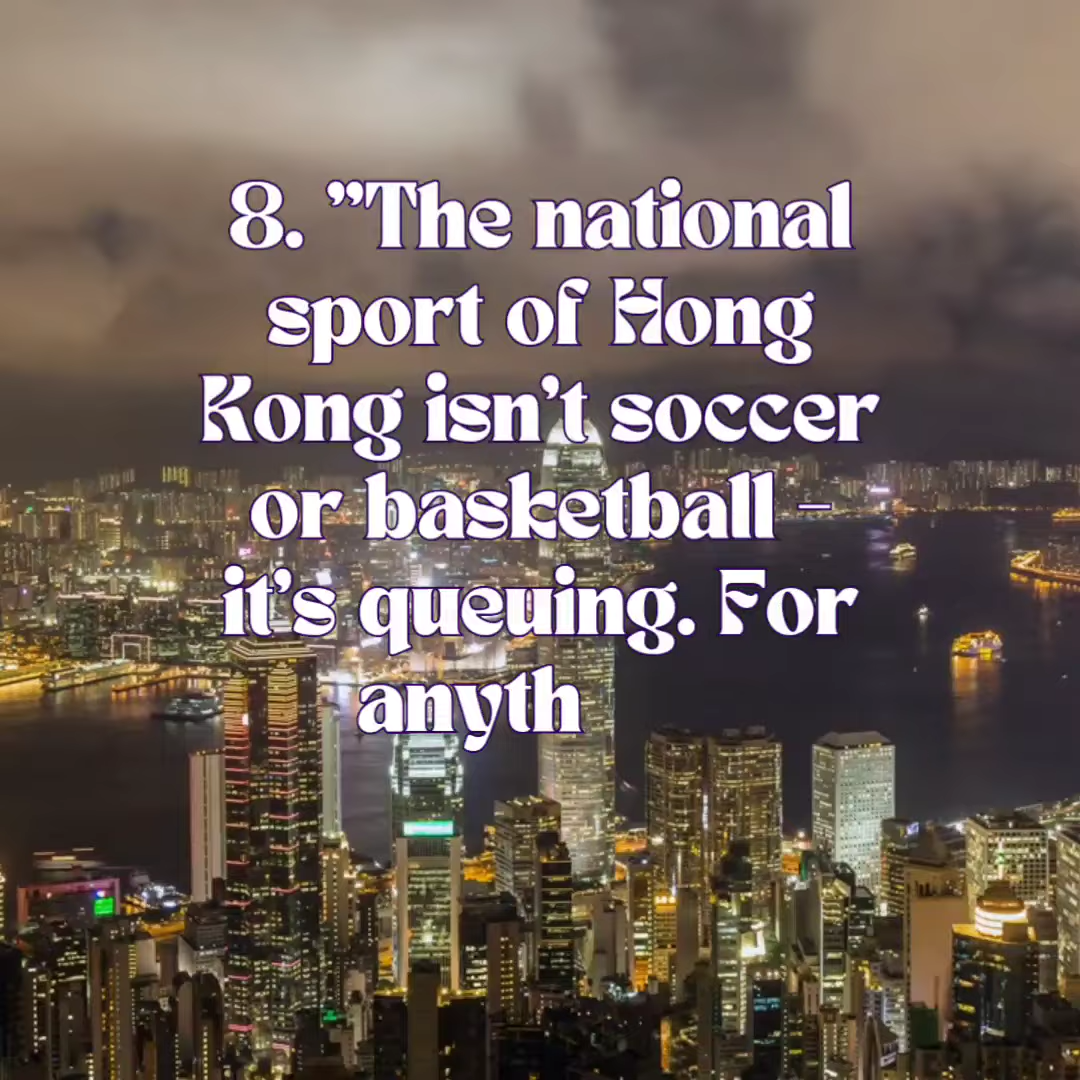 8. ”The national
sport of Hong
Kong isn’t soccer
or basketball –
it’s queuing. For
anyth